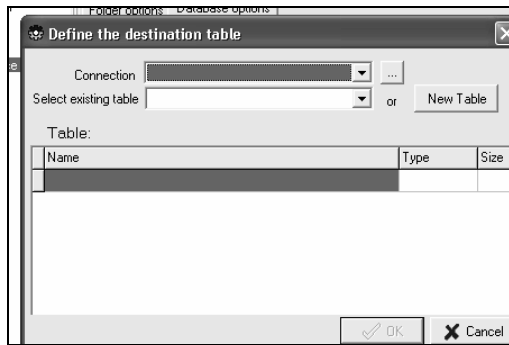 Folder options Database options
Define the destination table
Connection ...
Select existing table or New Table
Table:
Name Type Size
OK Cancel